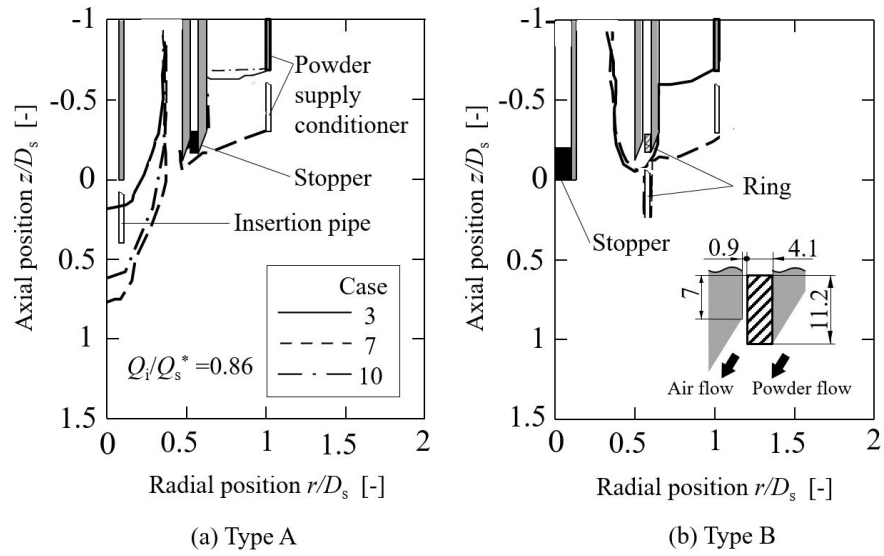 -1
-0.5
0
0.5
1
1.5
Axial position z/Dₛ [-]
Powder
supply
conditioner
Stopper
Insertion pipe
Case
3
7
10
Qᵢ/Qₛ* =0.86
0 0.5 1 1.5 2
Radial position r/Dₛ [-]
(a) Type A
-1
-0.5
0
0.5
1
1.5
Axial position z/Dₛ [-]
Ring
Stopper
0.9 4.1
7
11.2
Air flow Powder flow
0 0.5 1 1.5 2
Radial position r/Dₛ [-]
(b) Type B